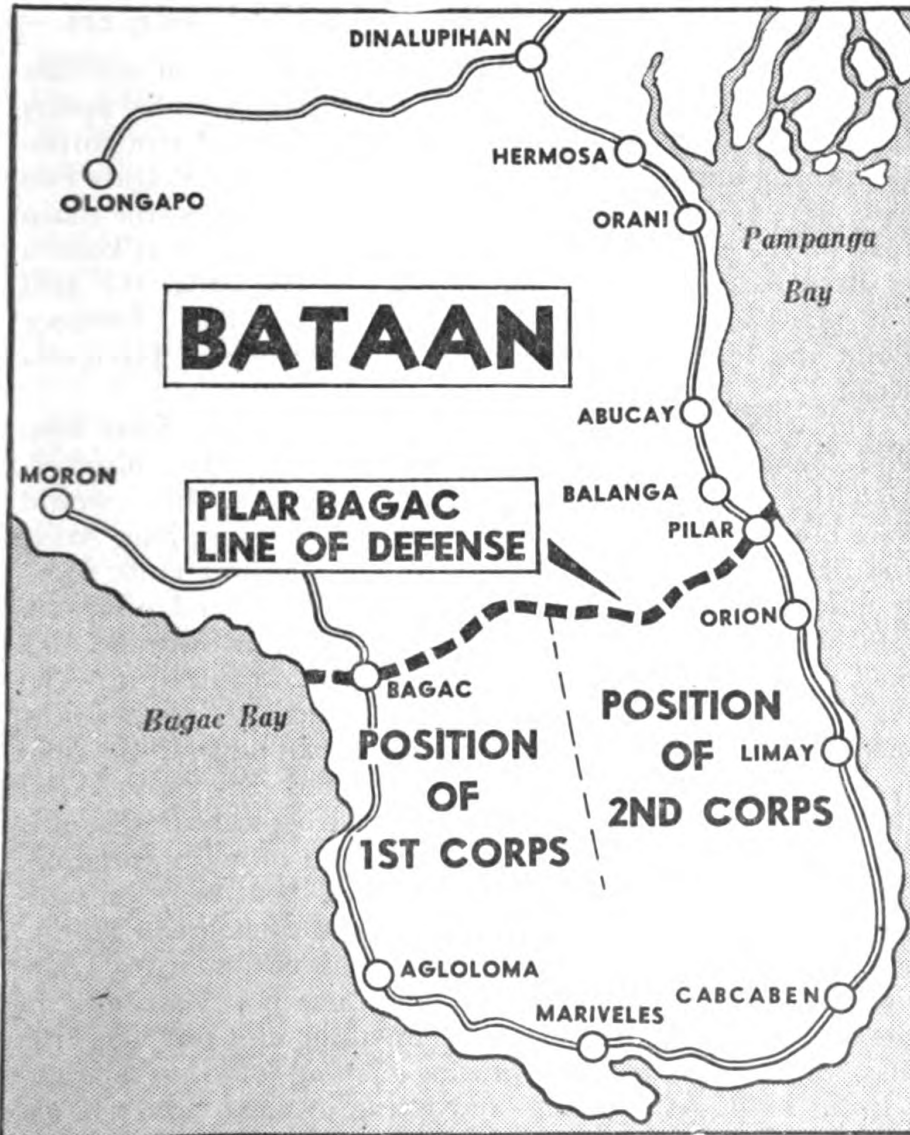 DINALUPIHAN
HERMOSA
OLONGAPO
ORANI
Pampanga
Bay
BATAAN
ABUCAY
MORON
BALANGA
PILAR BAGAC
LINE OF DEFENSE
PILAR
ORION
BAGAC
Bagac Bay
POSITION
OF
1ST CORPS
POSITION
OF
2ND CORPS
LIMAY
AGLOLOMA
CABCABEN
MARIVELES